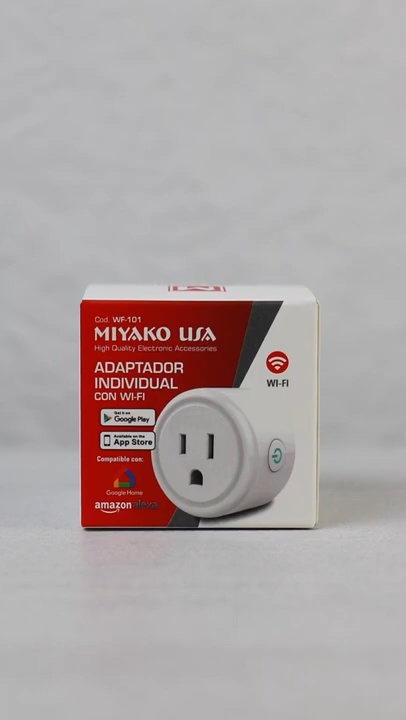 Cod. WF-101
MIYAKO USA
High Quality Electronic Accessories
ADAPTADOR
INDIVIDUAL
CON WI-FI
Get it on
Google Play
Available on the
App Store
Compatible con:
Google Home
amazon alexa
WI-FI